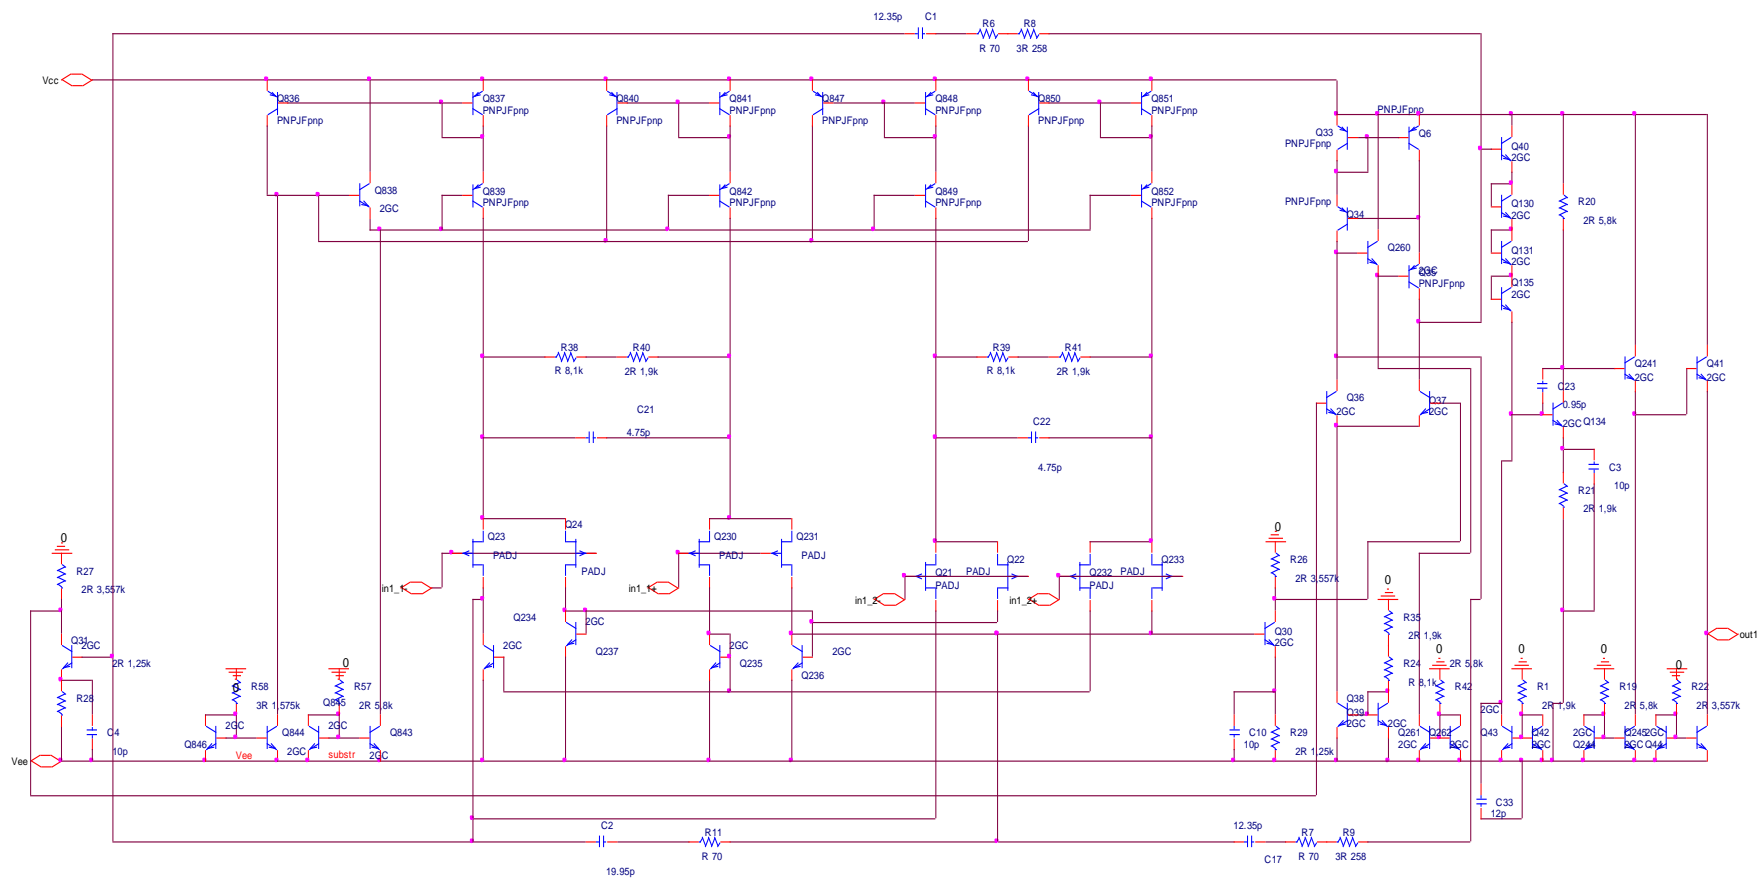 12.35p
C1
R6
R8
R 70
3R 258
Vcc
Q836
PNPJFpnp
Q837
PNPJFpnp
Q840
PNPJFpnp
Q841
PNPJFpnp
Q847
PNPJFpnp
Q848
PNPJFpnp
Q850
PNPJFpnp
Q851
PNPJFpnp
PNPJFpnp
Q33
PNPJFpnp
Q6
Q40
2GC
Q838
2GC
Q839
PNPJFpnp
Q842
PNPJFpnp
Q849
PNPJFpnp
Q852
PNPJFpnp
PNPJFpnp
Q34
Q130
2GC
R20
2R 5,8k
Q260
Q131
2GC
2GC
Q35
PNPJFpnp
Q135
2GC
R38
R 8,1k
R40
2R 1,9k
R39
R 8,1k
R41
2R 1,9k
Q241
2GC
Q41
2GC
C21
4.75p
C22
4.75p
Q36
2GC
Q37
2GC
C23
0.95p
2GC
Q134
C3
10p
R21
2R 1,9k
0
R27
2R 3,557k
Q23
PADJ
Q24
PADJ
Q230
PADJ
Q231
PADJ
Q21
PADJ
Q22
PADJ
Q232
PADJ
Q233
PADJ
in1_1-
in1_1+
in1_2-
in1_2+
0
R26
2R 3,557k
0
R35
2R 1,9k
Q234
2GC
2GC
Q237
2GC
Q235
2GC
Q236
Q30
2GC
out1
Q31
2GC
2R 1,25k
R28
C4
10p
0
R58
3R 1,575k
0
R57
2R 5,8k
R24
R 8,1k
0
2R 5,8k
R42
0
R1
2R 1,9k
0
R19
2R 5,8k
0
R22
2R 3,557k
Q846
2GC
Q844
2GC
Vee
Q845
2GC
substr
Q843
2GC
C10
10p
R29
2R 1.25k
Q38
Q39
2GC
2GC
Q261
2GC
Q262
2GC
2GC
Q43
Q42
2GC
2GC
Q244
Q245
2GC
2GC
Q44
Vee
C33
12p
C2
19.95p
R11
R 70
12.35p
C17
R7
R 70
R9
3R 258